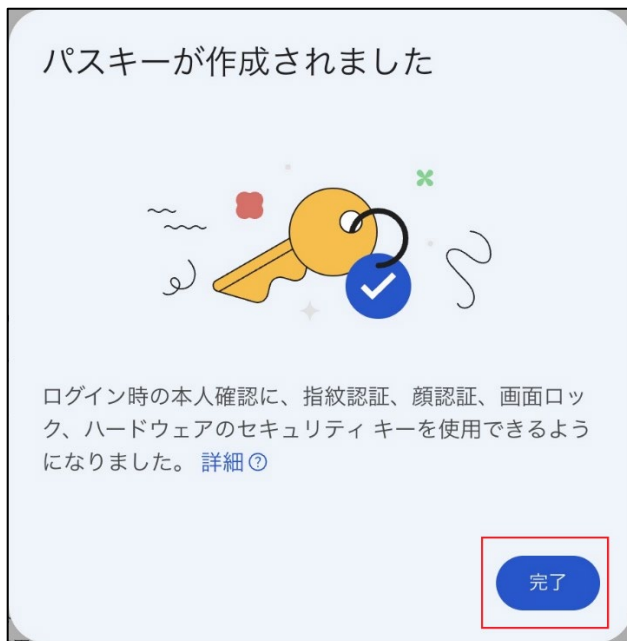 パスキーが作成されました
ログイン時の本人確認に、指紋認証、顔認証、画面ロッ
ク、ハードウェアのセキュリティ キーを使用できるよう
になりました。 詳細?
完了